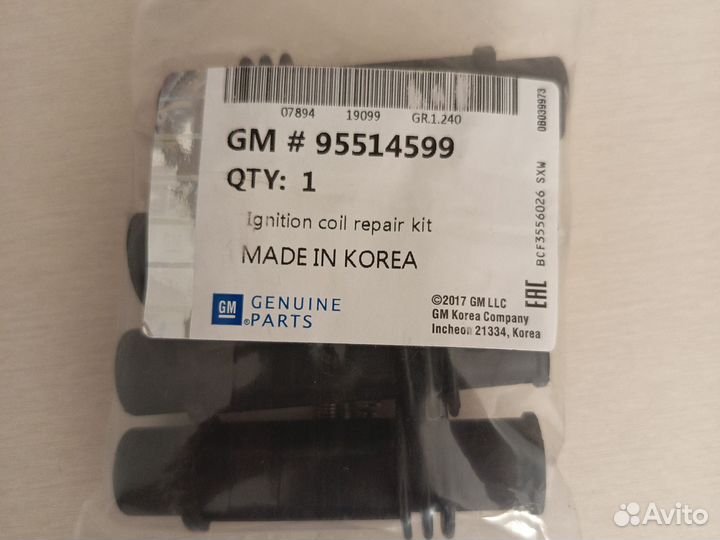 07894 19099 GR.1.240
GM # 95514599
QTY: 1
Ignition coil repair kit
MADE IN KOREA
GM GENUINE
®PARTS
©2017 GM LLC
GM Korea Company
Incheon 21334, Korea
EAC BCF3556026 SXW 0B039973
Avito